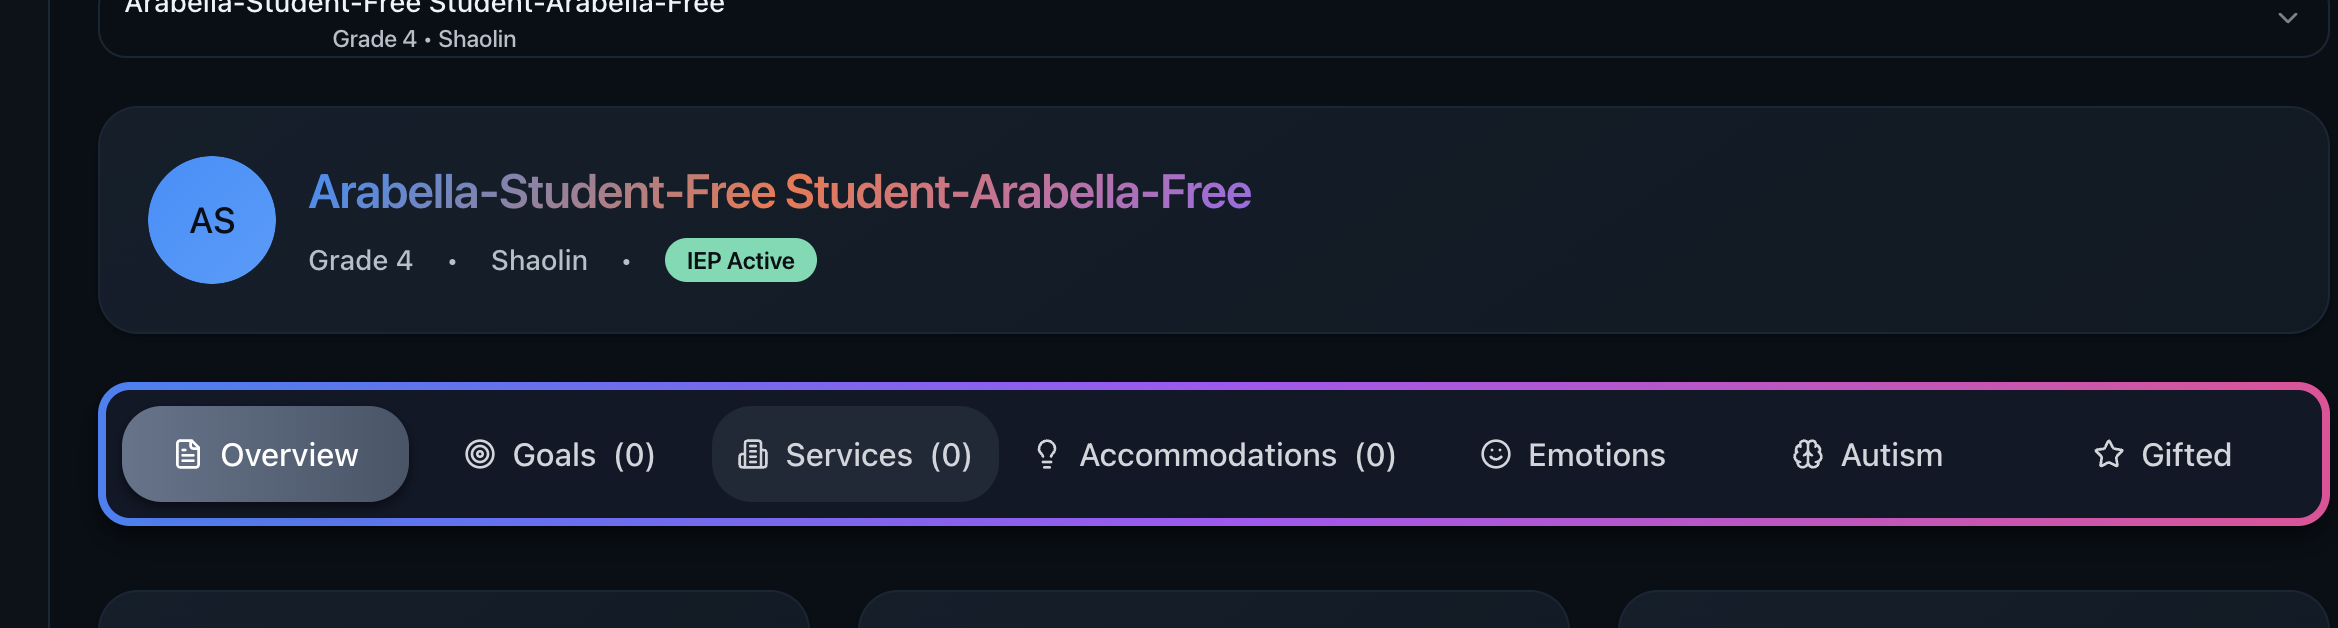 Arabella-Student-Free Student-Arabella-Free
Grade 4 • Shaolin
AS
Arabella-Student-Free Student-Arabella-Free
Grade 4 • Shaolin • IEP Active
Overview Goals (0) Services (0) Accommodations (0) Emotions Autism Gifted